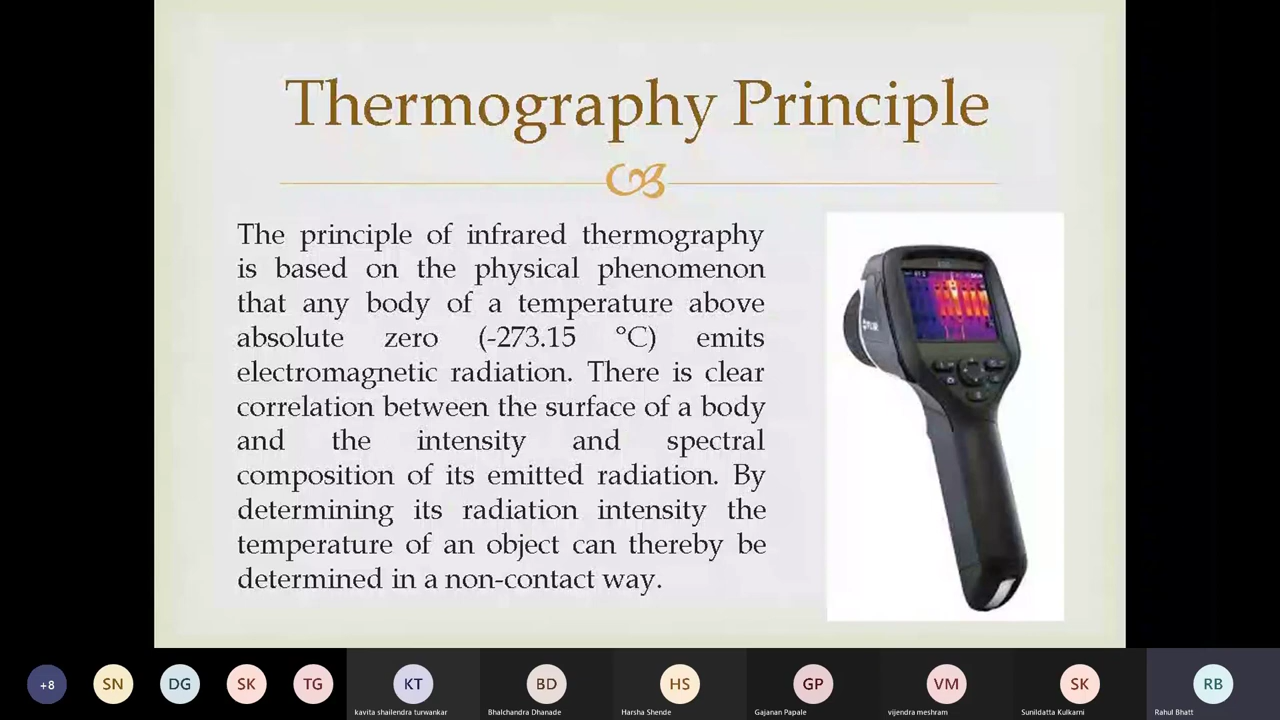 Thermography Principle
The principle of infrared thermography
is based on the physical phenomenon
that any body of a temperature above
absolute zero (-273.15 °C) emits
electromagnetic radiation. There is clear
correlation between the surface of a body
and the intensity and spectral
composition of its emitted radiation. By
determining its radiation intensity the
temperature of an object can thereby be
determined in a non-contact way.
+8 SN DG SK TG KT BD HS GP VM SK RB
kavita shailendra turwankar Bhalchandra Dhanade Harsha Shende Gajanan Papale vijendra meshram Sunildatta Kulkarni Rahul Bhatt